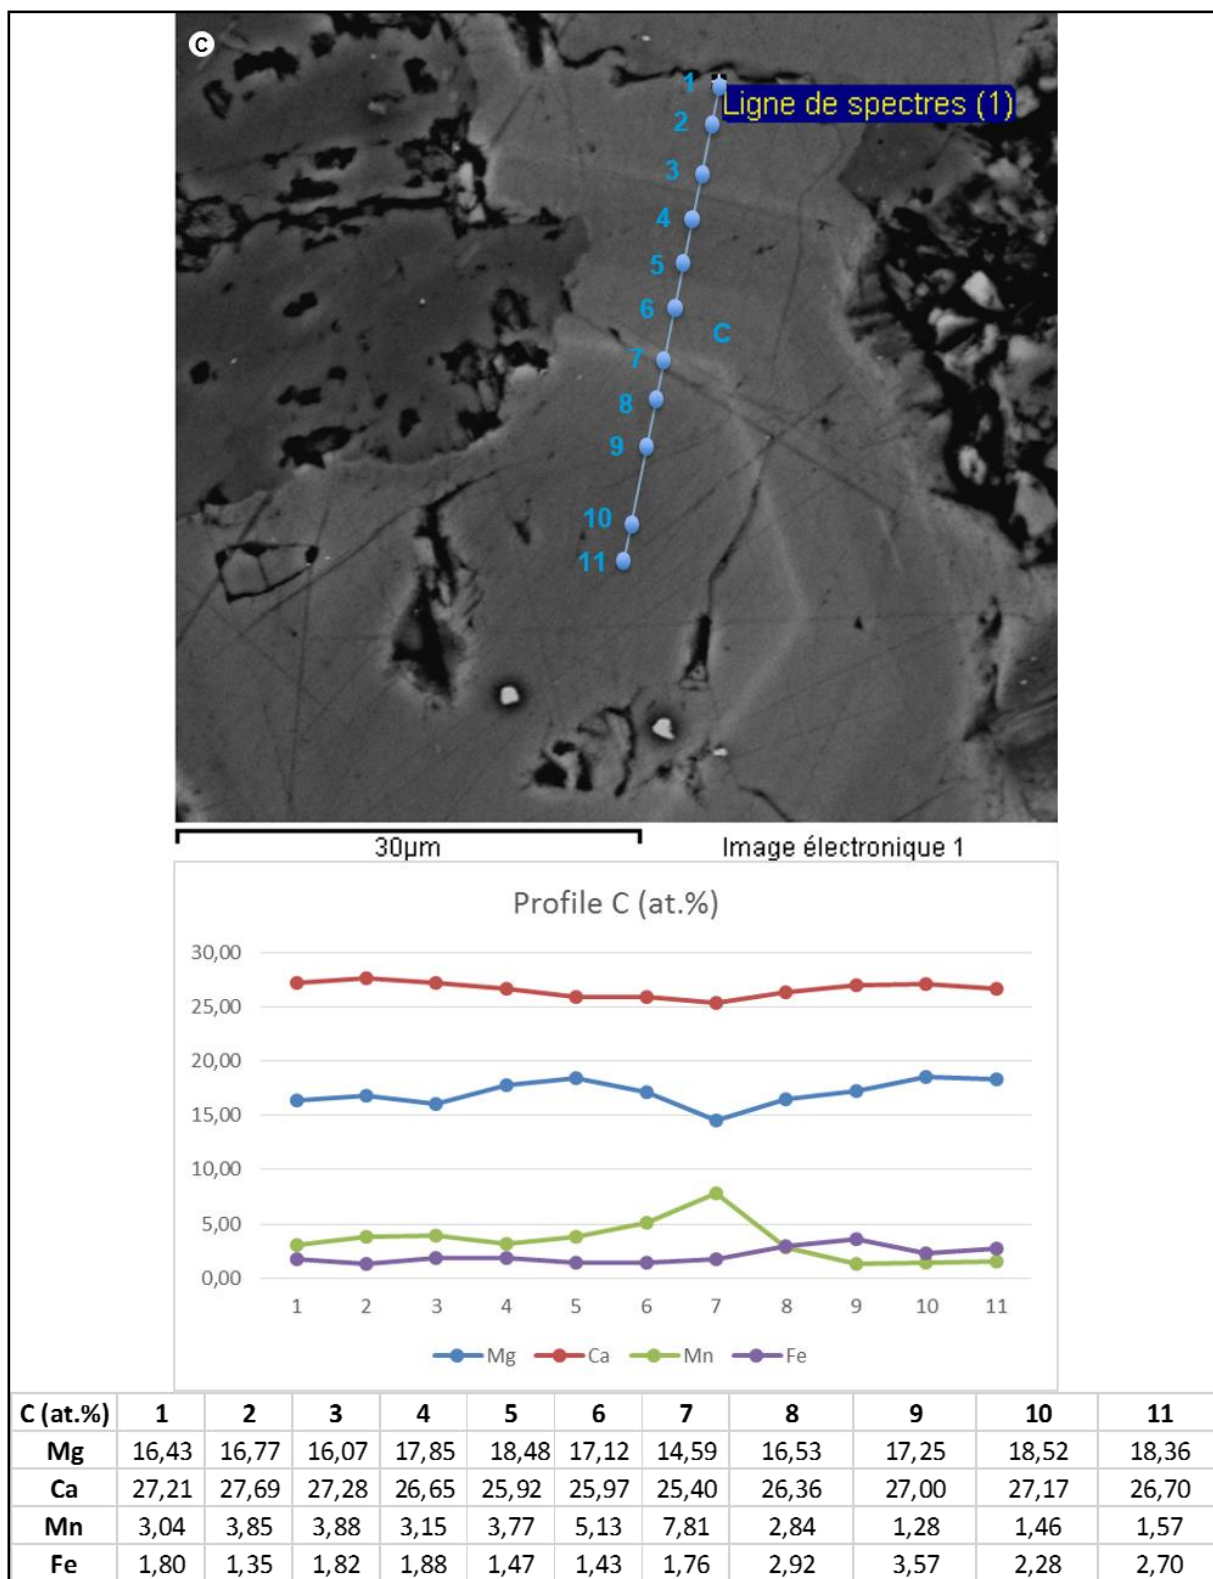 C
1
Ligne de spectres (1)
2
3
4
5
6
C
7
8
9
10
11
30µm Image électronique 1
Profile C (at.%)
30,00
25,00
20,00
15,00
10,00
5,00
0,00
1 2 3 4 5 6 7 8 9 10 11
Mg Ca Mn Fe
C (at.%) 1 2 3 4 5 6 7 8 9 10 11
Mg 16,43 16,77 16,07 17,85 18,48 17,12 14,59 16,53 17,25 18,52 18,36
Ca 27,21 27,69 27,28 26,65 25,92 25,97 25,40 26,36 27,00 27,17 26,70
Mn 3,04 3,85 3,88 3,15 3,77 5,13 7,81 2,84 1,28 1,46 1,57
Fe 1,80 1,35 1,82 1,88 1,47 1,43 1,76 2,92 3,57 2,28 2,70